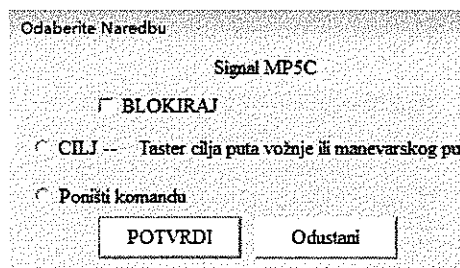 Odaberite Naredbu
Signal MP5C
BLOKIRAJ
CILJ -- Taster cilja puta vožnje ili manevarskog pu
Poništi komandu
POTVRDI Odustani